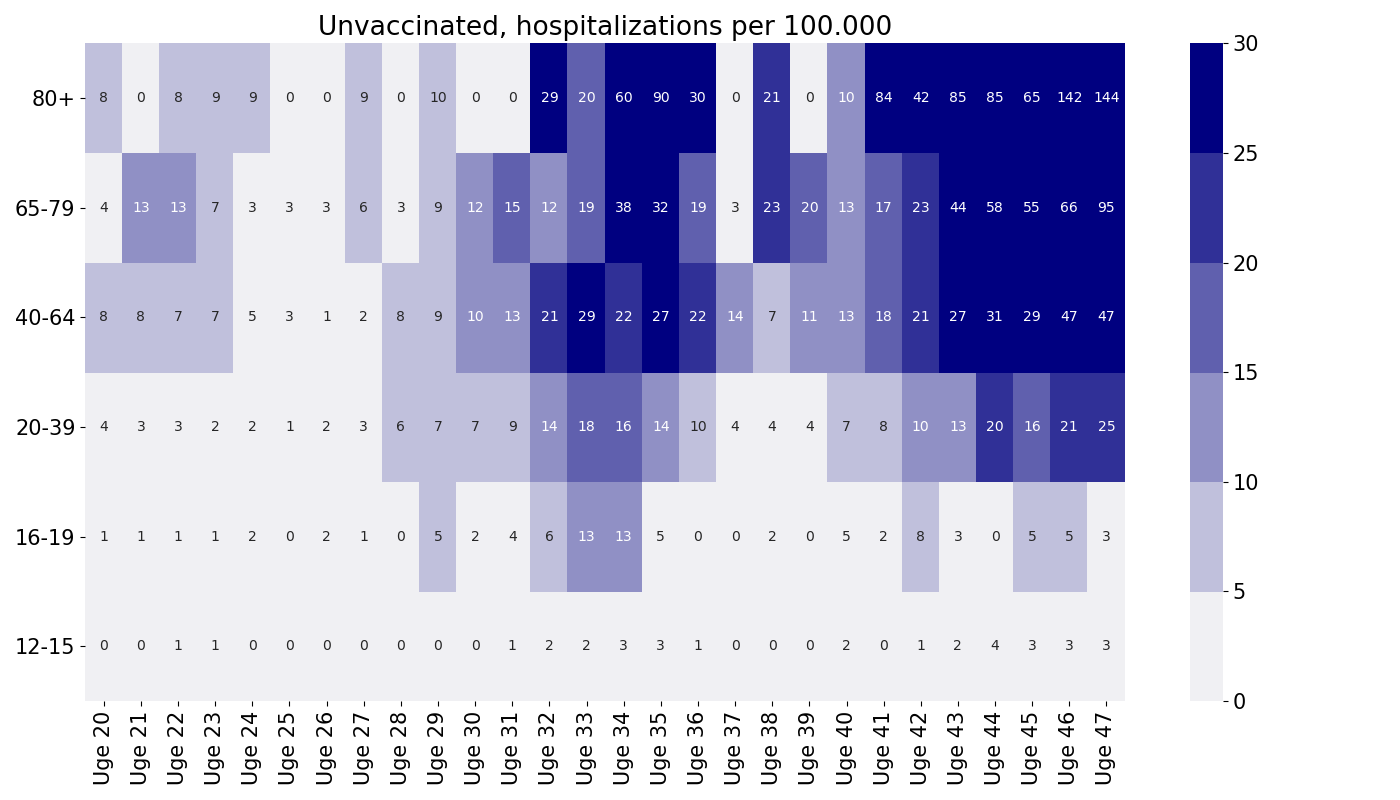 Unvaccinated, hospitalizations per 100.000
80+ 8 0 8 9 9 0 0 9 0 10 0 0 29 20 60 90 30 0 21 0 10 84 42 85 85 65 142 144
65-79 4 13 13 7 3 3 3 6 3 9 12 15 12 19 38 32 19 3 23 20 13 17 23 44 58 55 66 95
40-64 8 8 7 7 5 3 1 2 8 9 10 13 21 29 22 27 22 14 7 11 13 18 21 27 31 29 47 47
20-39 4 3 3 2 2 1 2 3 6 7 7 9 14 18 16 14 10 4 4 4 7 8 10 13 20 16 21 25
16-19 1 1 1 1 2 0 2 1 0 5 2 4 6 13 13 5 0 0 2 0 5 2 8 3 0 5 5 3
12-15 0 0 1 1 0 0 0 0 0 0 0 1 2 2 3 3 1 0 0 0 2 0 1 2 4 3 3 3
Uge 20 Uge 21 Uge 22 Uge 23 Uge 24 Uge 25 Uge 26 Uge 27 Uge 28 Uge 29 Uge 30 Uge 31 Uge 32 Uge 33 Uge 34 Uge 35 Uge 36 Uge 37 Uge 38 Uge 39 Uge 40 Uge 41 Uge 42 Uge 43 Uge 44 Uge 45 Uge 46 Uge 47
30
25
20
15
10
5
0